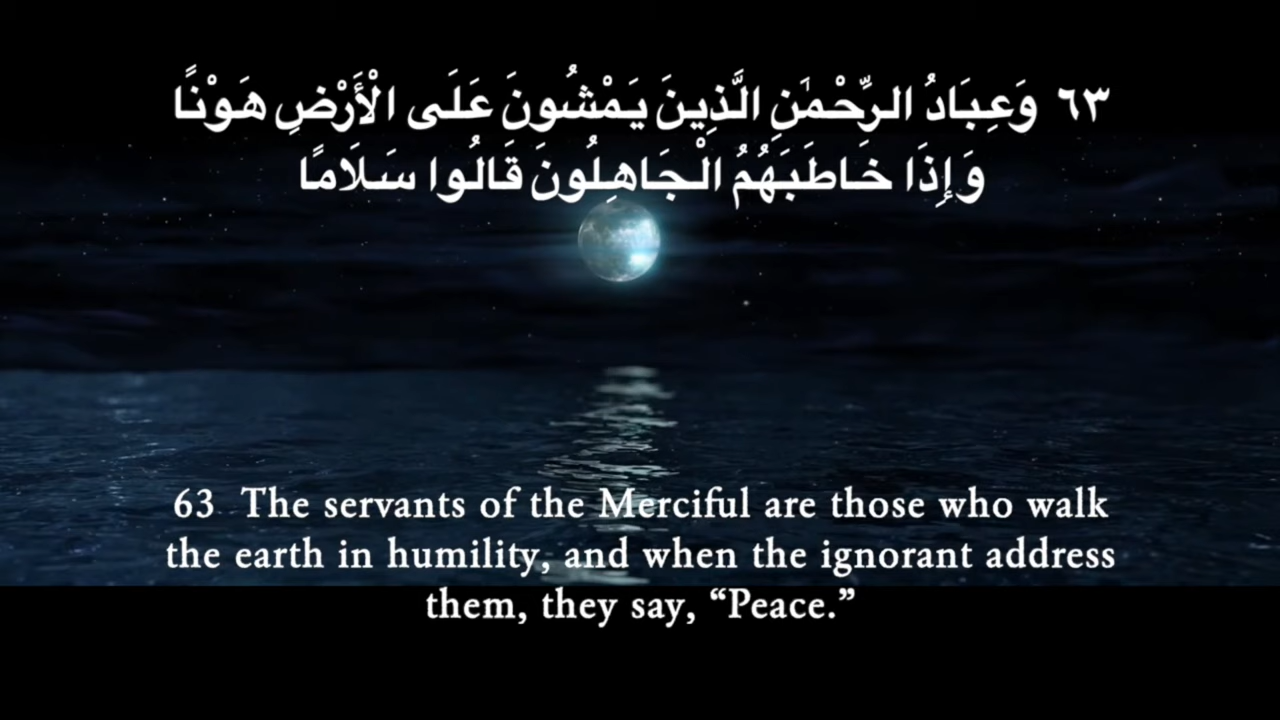 ٦٣ وَعِبَادُ الرَّحْمَٰنِ الَّذِينَ يَمْشُونَ عَلَى الْأَرْضِ هَوْنًا
وَإِذَا خَاطَبَهُمُ الْجَاهِلُونَ قَالُوا سَلَامًا
63 The servants of the Merciful are those who walk
the earth in humility, and when the ignorant address
them, they say, “Peace.”